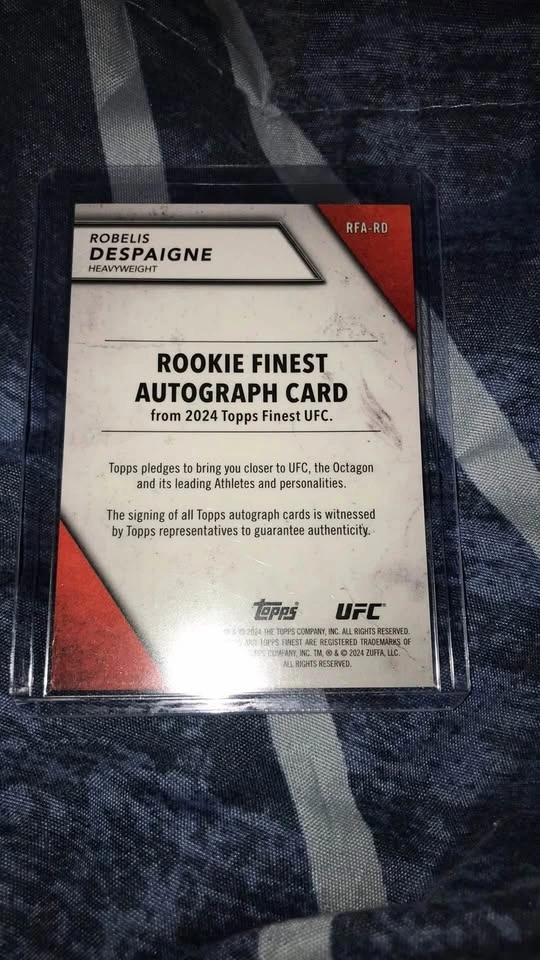 RFA-RD
ROBELIS
DESPAIGNE
HEAVYWEIGHT
ROOKIE FINEST
AUTOGRAPH CARD
from 2024 Topps Finest UFC.
Topps pledges to bring you closer to UFC, the Octagon
and its leading Athletes and personalities.
The signing of all Topps autograph cards is witnessed
by Topps representatives to guarantee authenticity.
topps UFC
& © 2024 THE TOPPS COMPANY, INC. ALL RIGHTS RESERVED.
TOPPS FINEST ARE REGISTERED TRADEMARKS OF
COMPANY, INC. TM, ® & © 2024 ZUFFA, LLC.
ALL RIGHTS RESERVED.